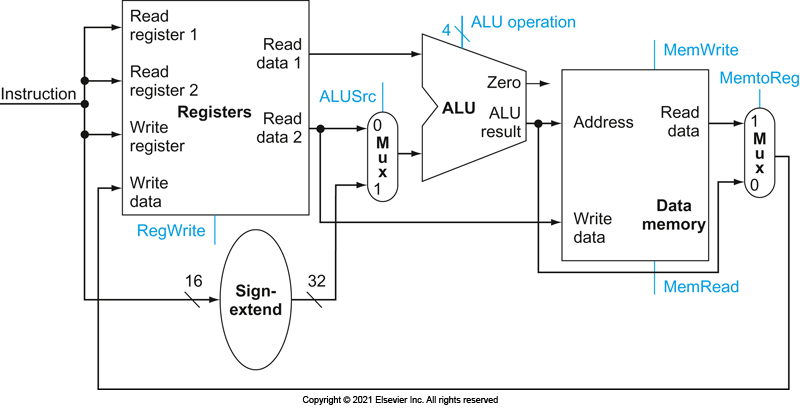 Instruction
Read
register 1
Read
register 2
Write
register
Write
data
Registers
Read
data 1
Read
data 2
RegWrite
16
Sign-
extend
32
ALUSrc
0
M
u
x
1
4
ALU operation
Zero
ALU
ALU
result
MemWrite
Address
Read
data
Write
data
Data
memory
MemRead
MemtoReg
1
M
u
x
0
Copyright © 2021 Elsevier Inc. All rights reserved